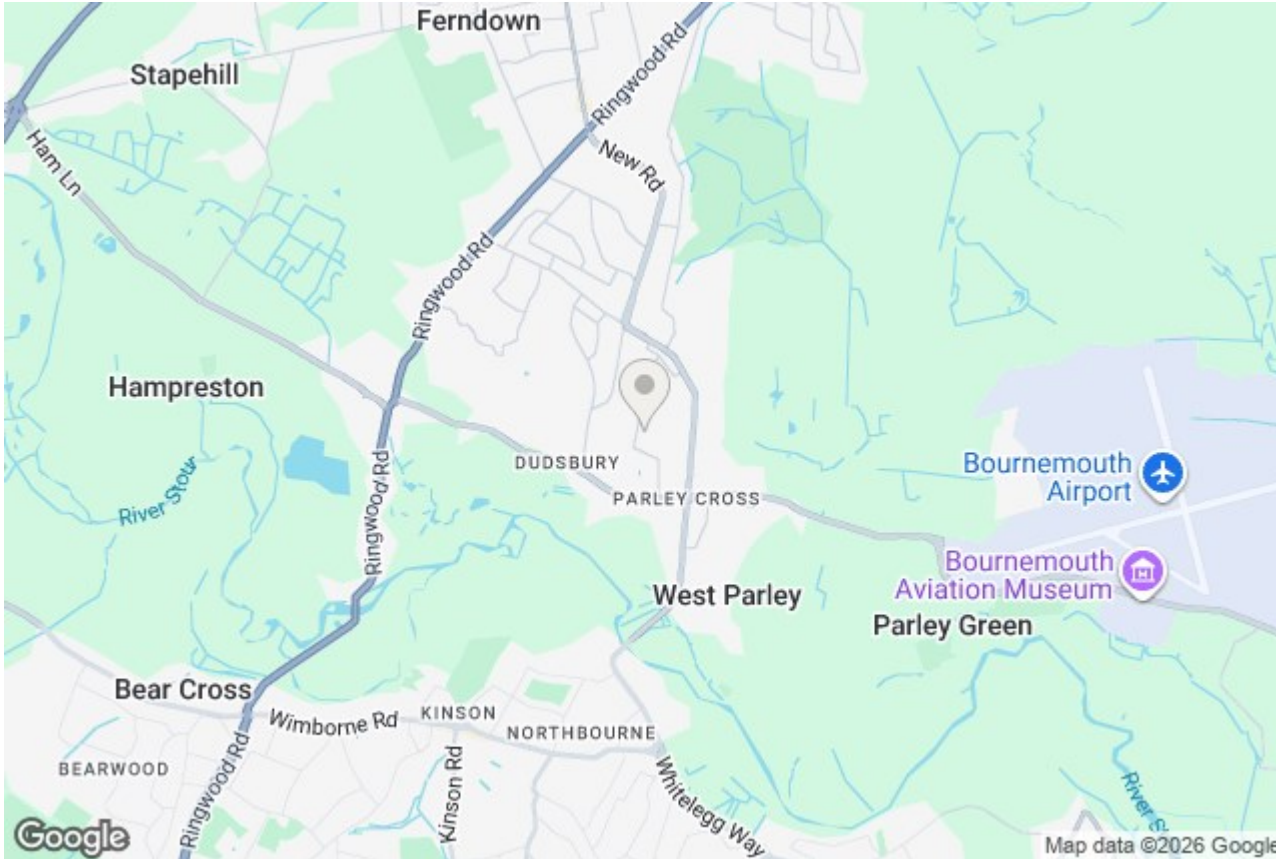 Ferndown
Stapehill
Ringwood Rd
Ham Ln
New Rd
Ringwood Rd
Hampreston
DUDSBURY
PARLEY CROSS
Bournemouth
Airport
River Stour
Ringwood Rd
Bournemouth
Aviation Museum
West Parley
Parley Green
Bear Cross
Wimborne Rd
KINSON
NORTHBOURNE
BEARWOOD
Ringwood Rd
Kinson Rd
Whitelegg Way
River
Google
Map data ©2026 Google